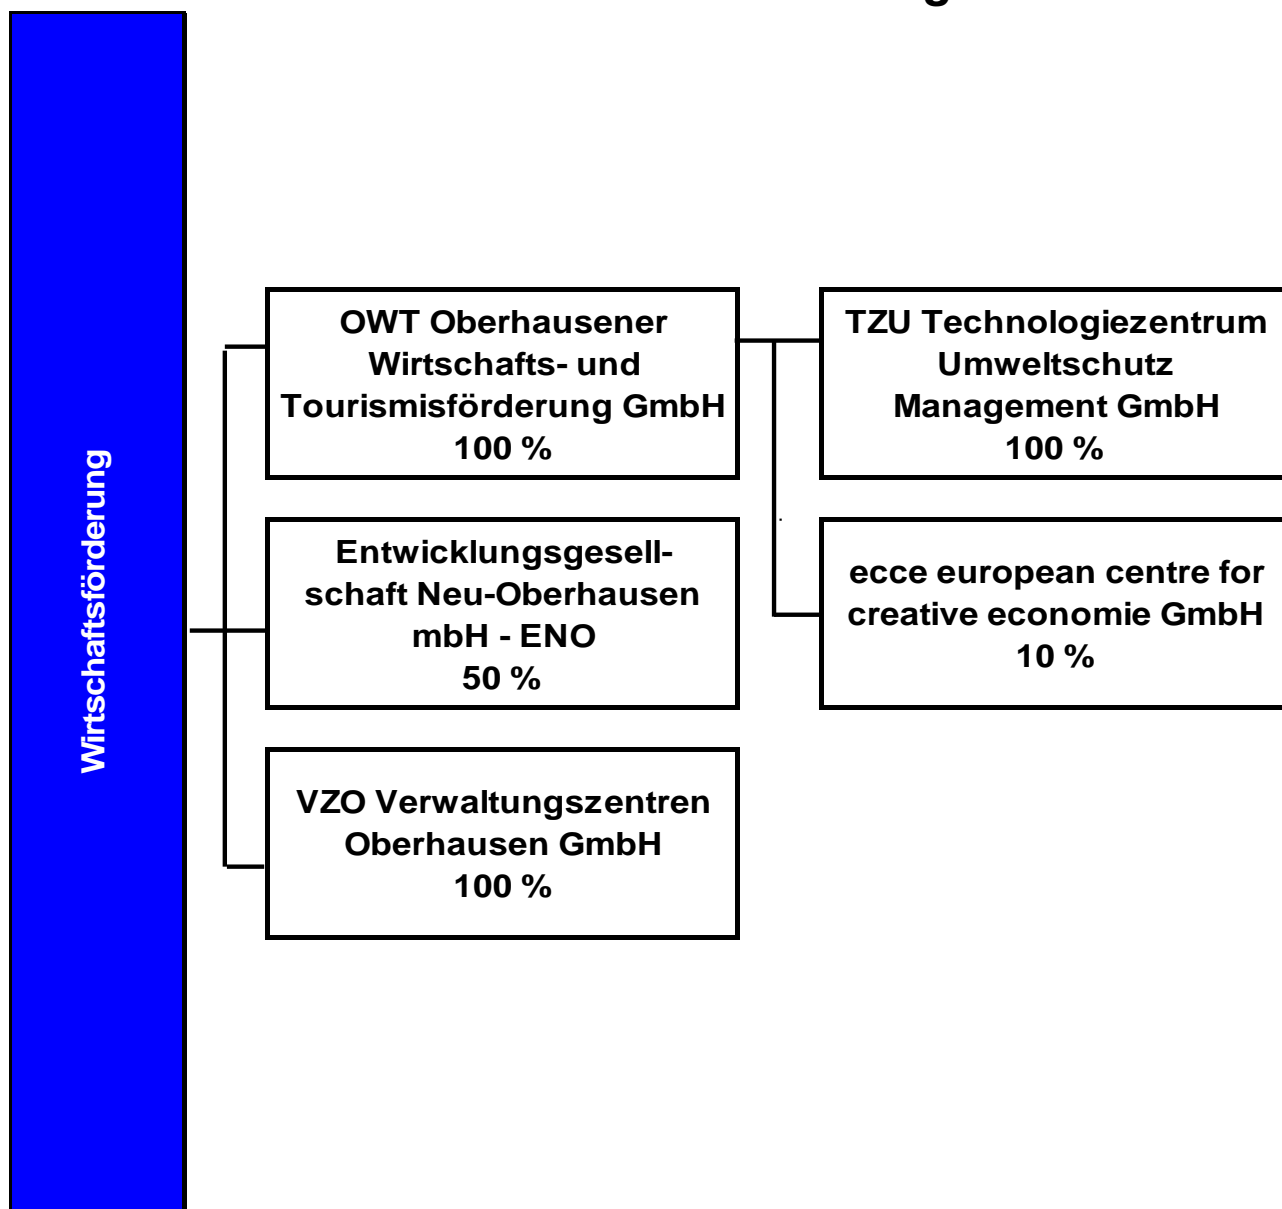 Wirtschaftsförderung
OWT Oberhausener
Wirtschafts- und
Tourismisförderung GmbH
100 %
TZU Technologiezentrum
Umweltschutz
Management GmbH
100 %
Entwicklungsgesell-
schaft Neu-Oberhausen
mbH - ENO
50 %
ecce european centre for
creative economie GmbH
10 %
VZO Verwaltungszentren
Oberhausen GmbH
100 %